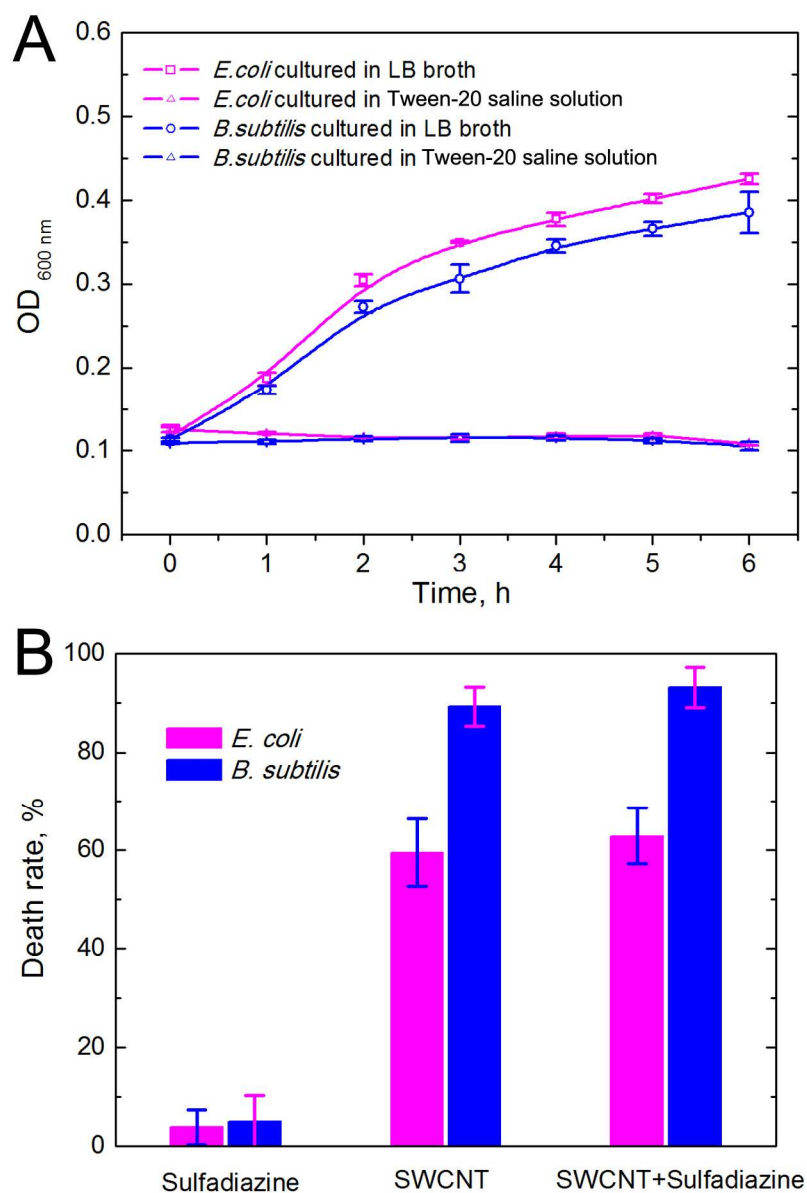 A
0.6
E.coli cultured in LB broth
E.coli cultured in Tween-20 saline solution
0.5
B.subtilis cultured in LB broth
B.subtilis cultured in Tween-20 saline solution
0.4
OD 600 nm
0.3
0.2
0.1
0.0
0 1 2 3 4 5 6
Time, h
B
100
E. coli
B. subtilis
80
60
Death rate, %
40
20
0
Sulfadiazine SWCNT SWCNT+Sulfadiazine